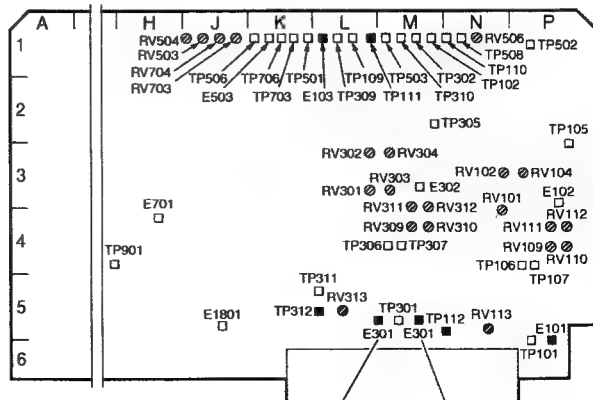 A H J K L M N P
1
RV504
RV506
TP502
RV503
TP508
RV704
TP506 TP706 TP501 TP109 TP503 TP302
TP110
RV703
E503 TP703 E103 TP309 TP111 TP310
TP102
2
TP305
TP105
RV302 RV304
3
RV102 RV104
RV303
RV301
E302
RV101
E102
RV311 RV312
RV112
4
E701
RV309 RV310
RV111
TP306 TP307
RV109
RV110
TP901
TP106
TP107
TP311
5
E1801
TP312
RV313
TP301
TP112
RV113
E301 E301
E101
6
TP101